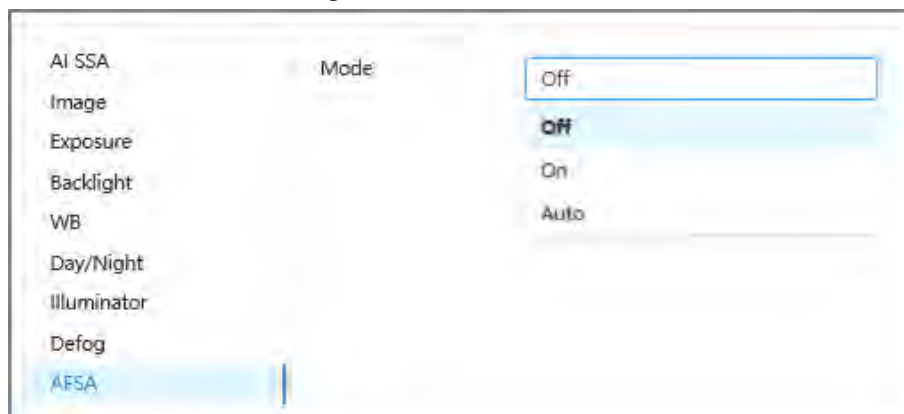 AI SSA
Mode
Off
Image
Off
Exposure
On
Backlight
Auto
WB
Day/Night
Illuminator
Defog
AFSA